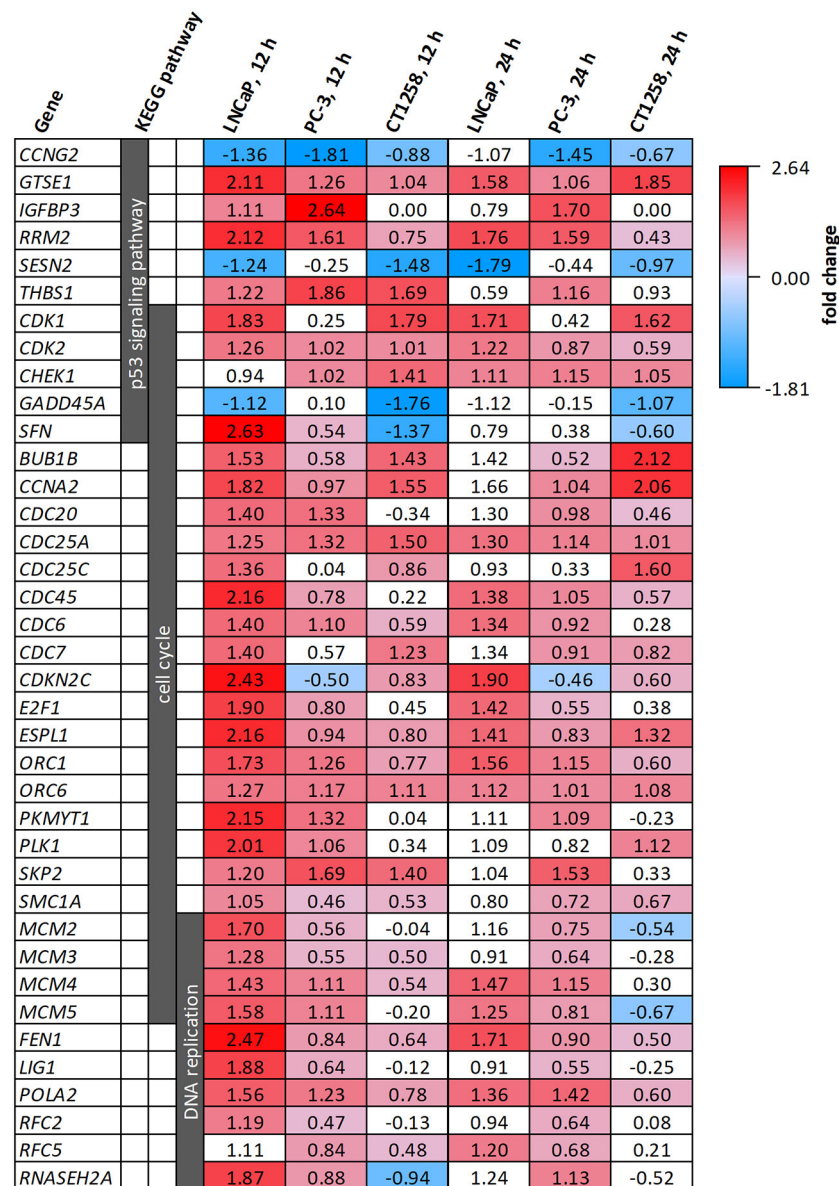 Gene KEGG pathway LNCaP, 12 h PC-3, 12 h CT1258, 12 h LNCaP, 24 h PC-3, 24 h CT1258, 24 h
CCNG2 -1.36 -1.81 -0.88 -1.07 -1.45 -0.67
GTSE1 2.11 1.26 1.04 1.58 1.06 1.85
IGFBP3 1.11 2.64 0.00 0.79 1.70 0.00
RRM2 2.12 1.61 0.75 1.76 1.59 0.43
SESN2 -1.24 -0.25 -1.48 -1.79 -0.44 -0.97
THBS1 1.22 1.86 1.69 0.59 1.16 0.93
CDK1 1.83 0.25 1.79 1.71 0.42 1.62
CDK2 1.26 1.02 1.01 1.22 0.87 0.59
CHEK1 0.94 1.02 1.41 1.11 1.15 1.05
GADD45A -1.12 0.10 -1.76 -1.12 -0.15 -1.07
SFN 2.63 0.54 -1.37 0.79 0.38 -0.60
BUB1B 1.53 0.58 1.43 1.42 0.52 2.12
CCNA2 1.82 0.97 1.55 1.66 1.04 2.06
CDC20 1.40 1.33 -0.34 1.30 0.98 0.46
CDC25A 1.25 1.32 1.50 1.30 1.14 1.01
CDC25C 1.36 0.04 0.86 0.93 0.33 1.60
CDC45 2.16 0.78 0.22 1.38 1.05 0.57
CDC6 1.40 1.10 0.59 1.34 0.92 0.28
CDC7 1.40 0.57 1.23 1.34 0.91 0.82
CDKN2C 2.43 -0.50 0.83 1.90 -0.46 0.60
E2F1 1.90 0.80 0.45 1.42 0.55 0.38
ESPL1 2.16 0.94 0.80 1.41 0.83 1.32
ORC1 1.73 1.26 0.77 1.56 1.15 0.60
ORC6 1.27 1.17 1.11 1.12 1.01 1.08
PKMYT1 2.15 1.32 0.04 1.11 1.09 -0.23
PLK1 2.01 1.06 0.34 1.09 0.82 1.12
SKP2 1.20 1.69 1.40 1.04 1.53 0.33
SMC1A 1.05 0.46 0.53 0.80 0.72 0.67
MCM2 1.70 0.56 -0.04 1.16 0.75 -0.54
MCM3 1.28 0.55 0.50 0.91 0.64 -0.28
MCM4 1.43 1.11 0.54 1.47 1.15 0.30
MCM5 1.58 1.11 -0.20 1.25 0.81 -0.67
FEN1 2.47 0.84 0.64 1.71 0.90 0.50
LIG1 1.88 0.64 -0.12 0.91 0.55 -0.25
POLA2 1.56 1.23 0.78 1.36 1.42 0.60
RFC2 1.19 0.47 -0.13 0.94 0.64 0.08
RFC5 1.11 0.84 0.48 1.20 0.68 0.21
RNASEH2A 1.87 0.88 -0.94 1.24 1.13 -0.52
p53 signaling pathway
cell cycle
DNA replication
2.64
0.00
-1.81
fold change